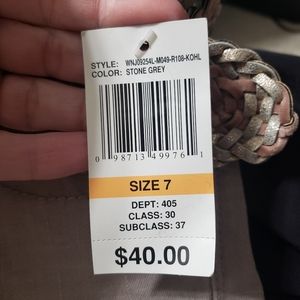 STYLE: WNJ09254L-M049-R108-KOHL
COLOR: STONE GREY
0 98713 49976 1
SIZE 7
DEPT: 405
CLASS: 30
SUBCLASS: 37
$40.00